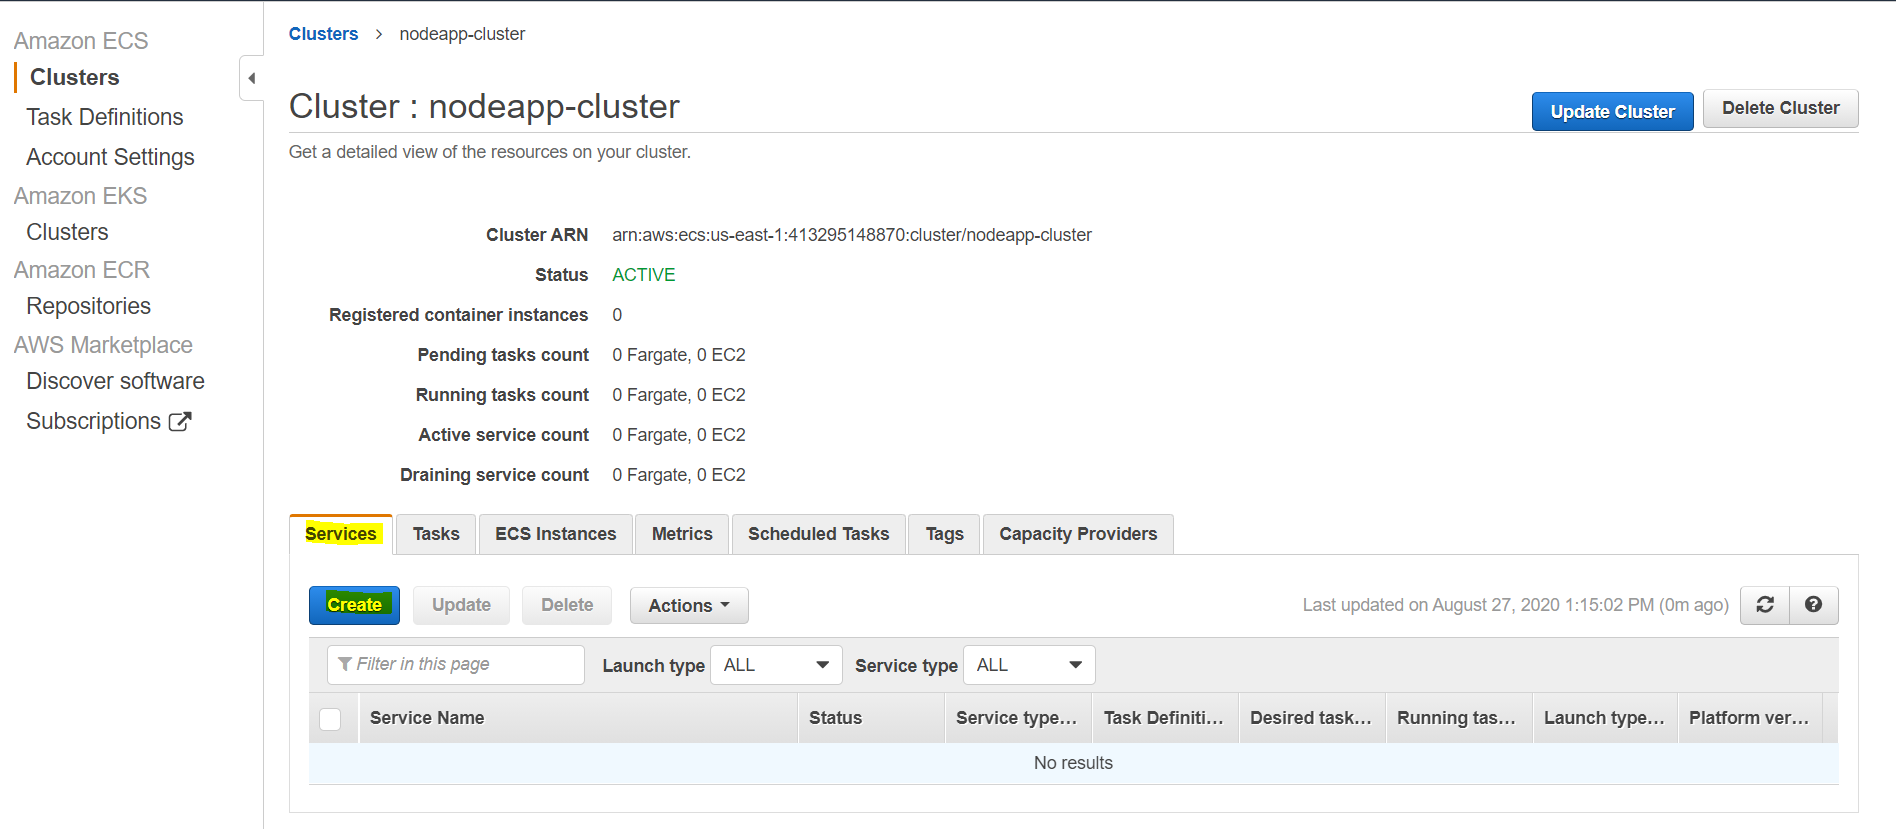 Amazon ECS
Clusters
Task Definitions
Account Settings
Amazon EKS
Clusters
Amazon ECR
Repositories
AWS Marketplace
Discover software
Subscriptions
Clusters > nodeapp-cluster
Cluster : nodeapp-cluster
Update Cluster Delete Cluster
Get a detailed view of the resources on your cluster.
Cluster ARN arn:aws:ecs:us-east-1:413295148870:cluster/nodeapp-cluster
Status ACTIVE
Registered container instances 0
Pending tasks count 0 Fargate, 0 EC2
Running tasks count 0 Fargate, 0 EC2
Active service count 0 Fargate, 0 EC2
Draining service count 0 Fargate, 0 EC2
Services Tasks ECS Instances Metrics Scheduled Tasks Tags Capacity Providers
Create Update Delete Actions Last updated on August 27, 2020 1:15:02 PM (0m ago)
Filter in this page Launch type ALL Service type ALL
Service Name Status Service type... Task Definiti... Desired task... Running tas... Launch type... Platform ver...
No results